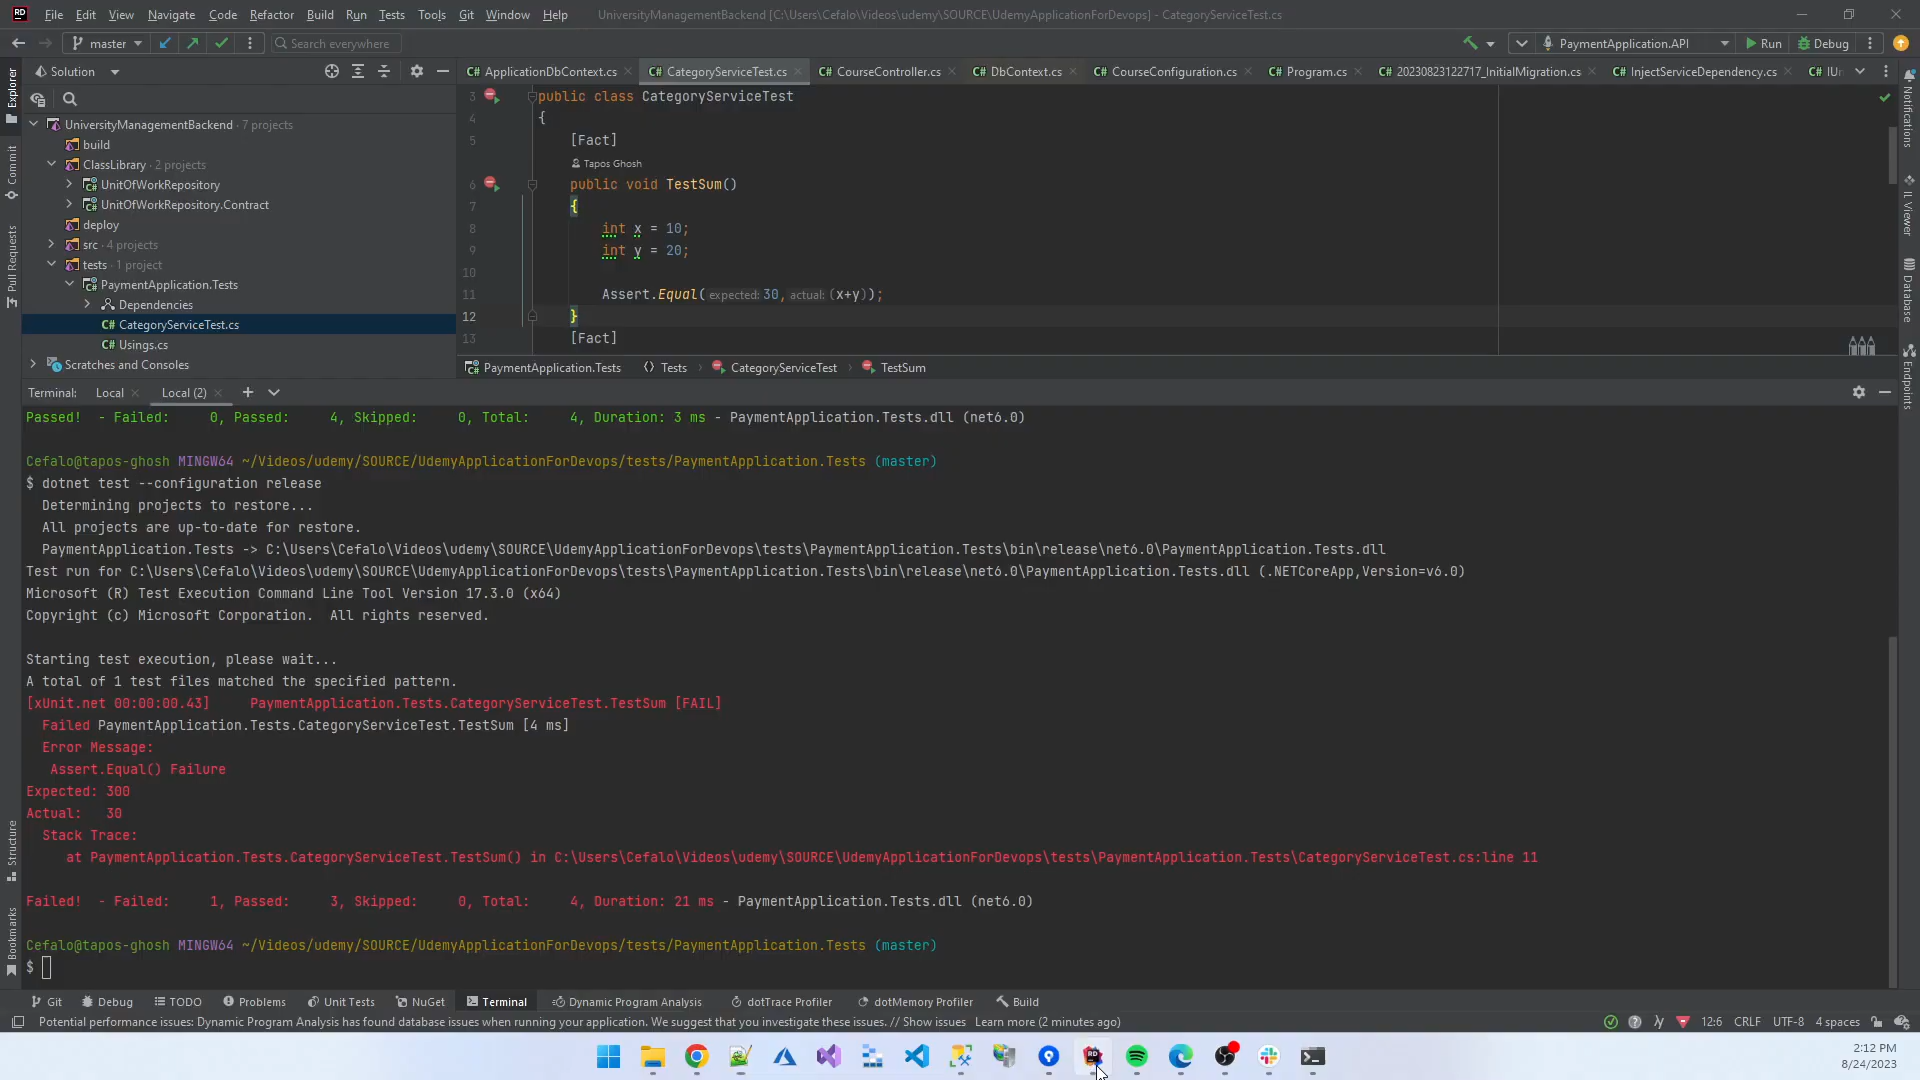 File Edit View Navigate Code Refactor Build Run Tests Tools Git Window Help UniversityManagementBackend [C:\Users\Cefalo\Videos\udemy\SOURCE\UdemyApplicationForDevops] - CategoryServiceTest.cs
master Search everywhere PaymentApplication.API Run Debug
Solution ApplicationDbContext.cs CategoryServiceTest.cs CourseController.cs DbContext.cs CourseConfiguration.cs Program.cs 20230823122717_InitialMigration.cs InjectServiceDependency.cs IUn
Explorer
Commit
Pull Requests
Structure
Bookmarks
UniversityManagementBackend · 7 projects
build
ClassLibrary · 2 projects
UnitOfWorkRepository
UnitOfWorkRepository.Contract
deploy
src · 4 projects
tests · 1 project
PaymentApplication.Tests
Dependencies
CategoryServiceTest.cs
Usings.cs
Scratches and Consoles
3 public class CategoryServiceTest
4 {
5 [Fact]
Tapos Ghosh
6 public void TestSum()
7 {
8 int x = 10;
9 int y = 20;
10
11 Assert.Equal(expected: 30, actual: (x+y));
12 }
13 [Fact]
PaymentApplication.Tests Tests CategoryServiceTest TestSum
Notifications
IL Viewer
Database
Endpoints
Terminal: Local Local (2)
Passed!  - Failed:     0, Passed:     4, Skipped:     0, Total:     4, Duration: 3 ms - PaymentApplication.Tests.dll (net6.0)
Cefalo@tapos-ghosh MINGW64 ~/Videos/udemy/SOURCE/UdemyApplicationForDevops/tests/PaymentApplication.Tests (master)
$ dotnet test --configuration release
Determining projects to restore...
All projects are up-to-date for restore.
PaymentApplication.Tests -> C:\Users\Cefalo\Videos\udemy\SOURCE\UdemyApplicationForDevops\tests\PaymentApplication.Tests\bin\release\net6.0\PaymentApplication.Tests.dll
Test run for C:\Users\Cefalo\Videos\udemy\SOURCE\UdemyApplicationForDevops\tests\PaymentApplication.Tests\bin\release\net6.0\PaymentApplication.Tests.dll (.NETCoreApp,Version=v6.0)
Microsoft (R) Test Execution Command Line Tool Version 17.3.0 (x64)
Copyright (c) Microsoft Corporation.  All rights reserved.
Starting test execution, please wait...
A total of 1 test files matched the specified pattern.
[xUnit.net 00:00:00.43]     PaymentApplication.Tests.CategoryServiceTest.TestSum [FAIL]
Failed PaymentApplication.Tests.CategoryServiceTest.TestSum [4 ms]
Error Message:
Assert.Equal() Failure
Expected: 300
Actual:   30
Stack Trace:
at PaymentApplication.Tests.CategoryServiceTest.TestSum() in C:\Users\Cefalo\Videos\udemy\SOURCE\UdemyApplicationForDevops\tests\PaymentApplication.Tests\CategoryServiceTest.cs:line 11
Failed!  - Failed:     1, Passed:     3, Skipped:     0, Total:     4, Duration: 21 ms - PaymentApplication.Tests.dll (net6.0)
Cefalo@tapos-ghosh MINGW64 ~/Videos/udemy/SOURCE/UdemyApplicationForDevops/tests/PaymentApplication.Tests (master)
$
Git Debug TODO Problems Unit Tests NuGet Terminal Dynamic Program Analysis dotTrace Profiler dotMemory Profiler Build
Potential performance issues: Dynamic Program Analysis has found database issues when running your application. We suggest that you investigate these issues. // Show issues Learn more (2 minutes ago) 12:6 CRLF UTF-8 4 spaces
2:12 PM
8/24/2023